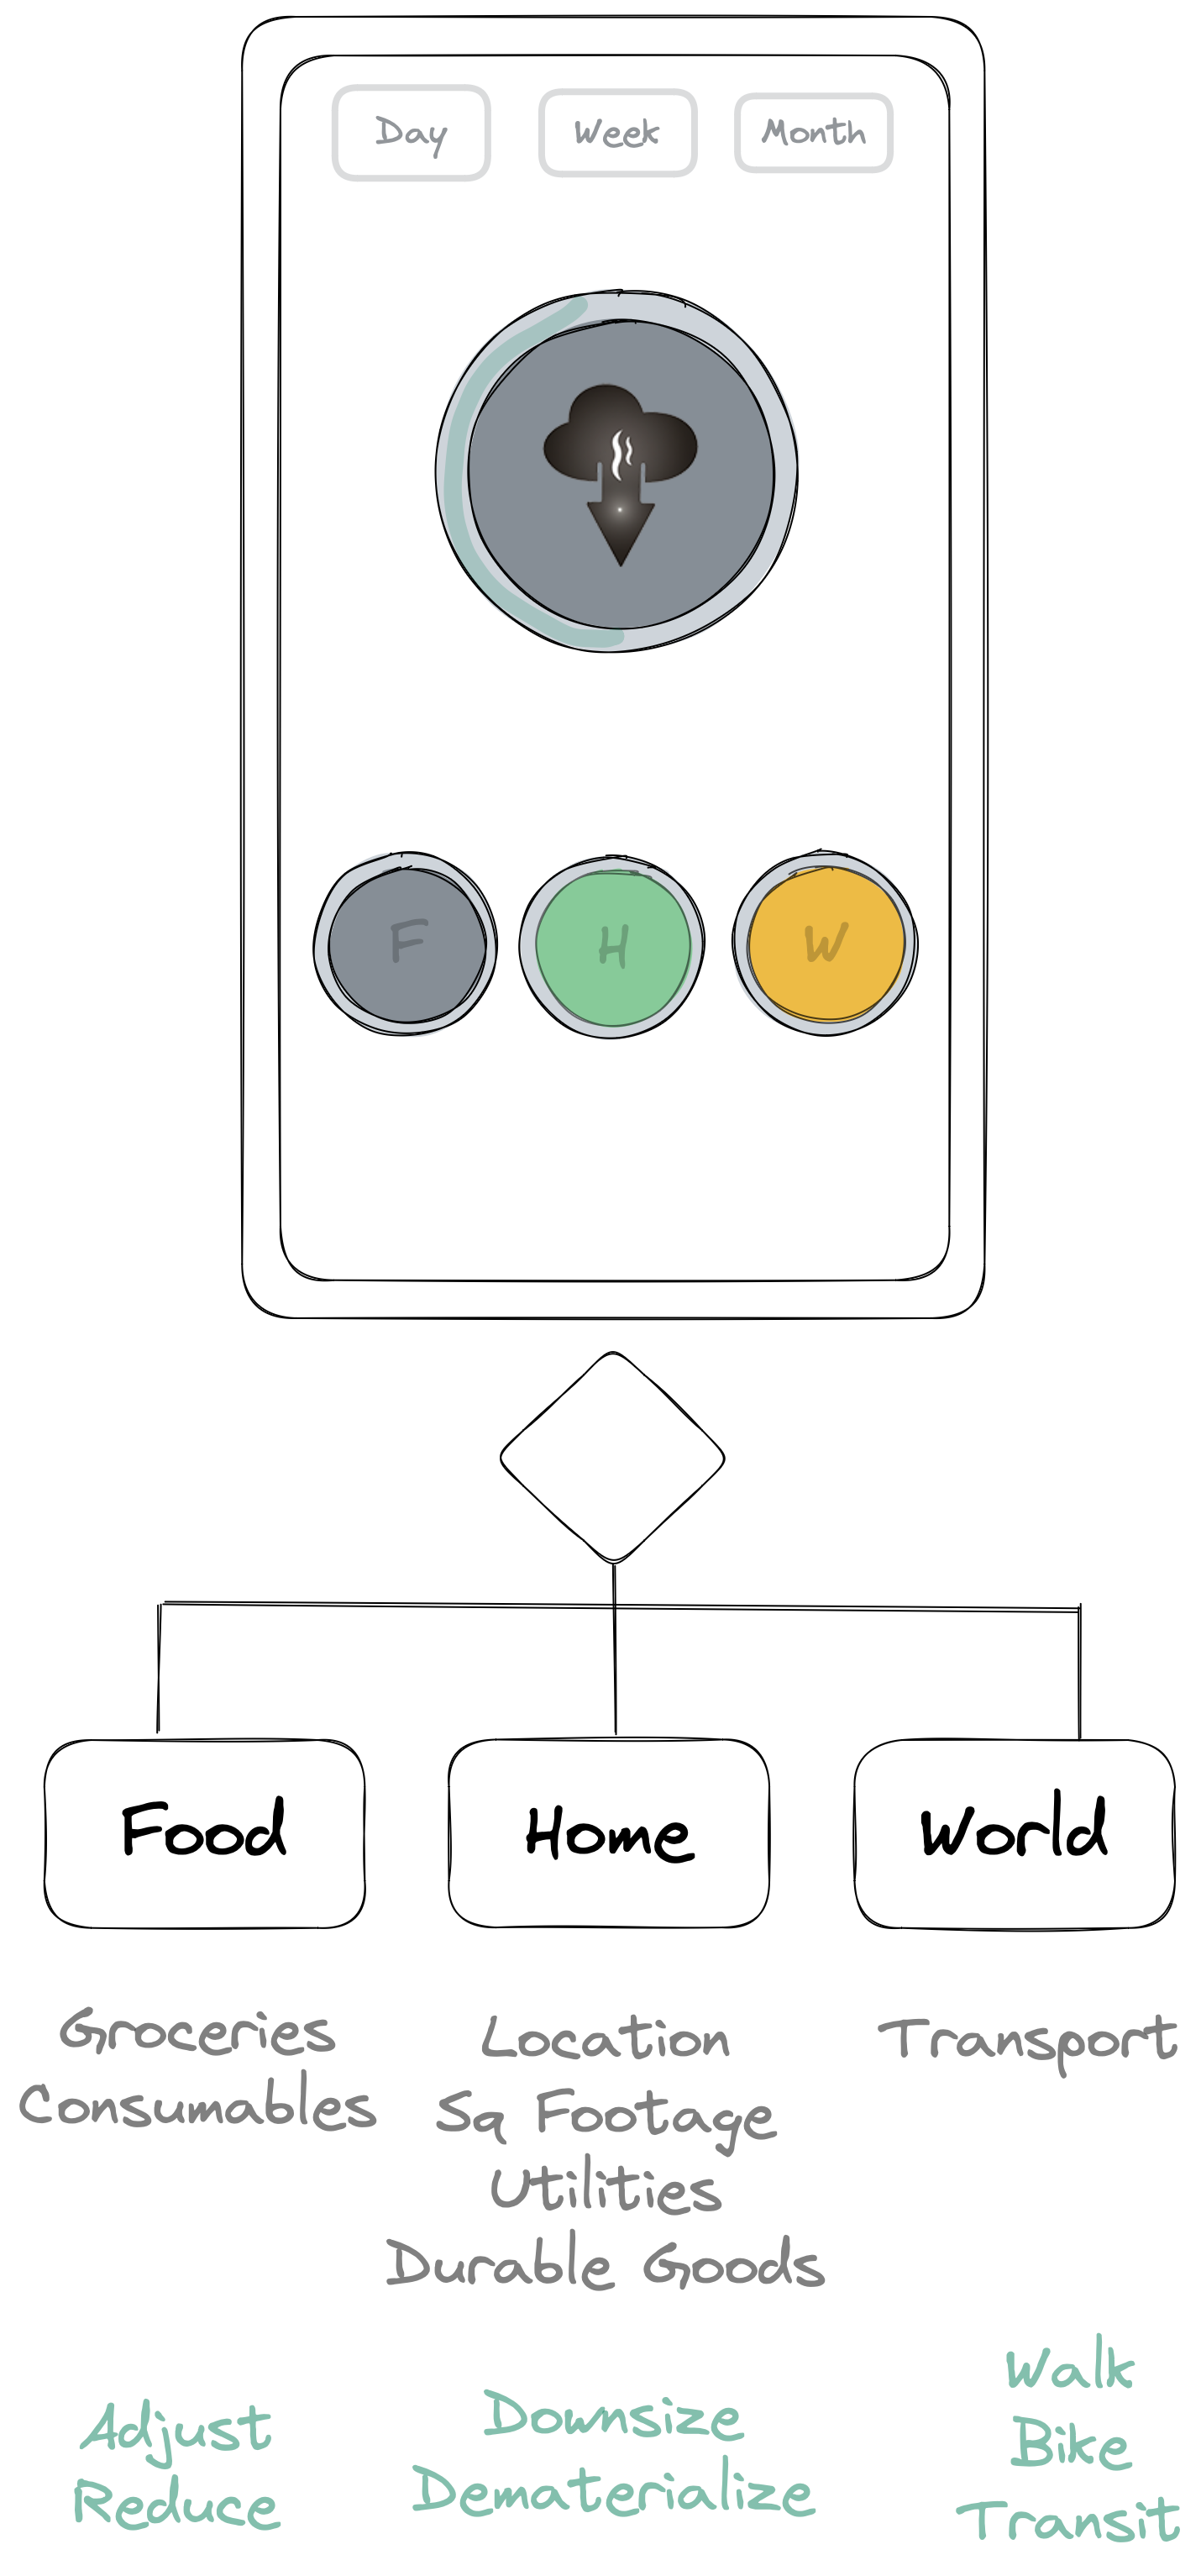 Day Week Month
F H W
Food Home World
Groceries
Consumables
Location
Sq Footage
Utilities
Durable Goods
Transport
Adjust
Reduce
Downsize
Dematerialize
Walk
Bike
Transit